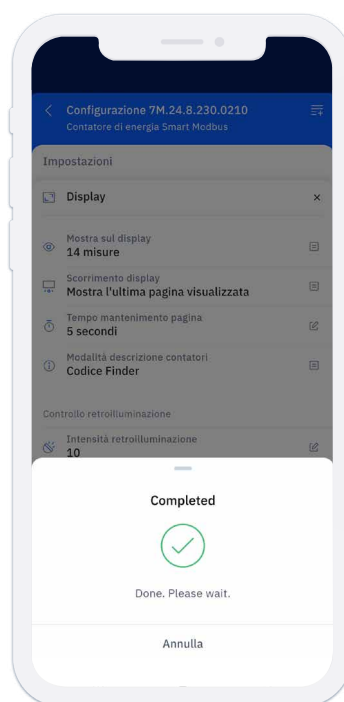 Configurazione 7M.24.8.230.0210
Contatore di energia Smart Modbus
Impostazioni
Display
Mostra sul display
14 misure
Scorrimento display
Mostra l'ultima pagina visualizzata
Tempo mantenimento pagina
5 secondi
Modalità descrizione contatori
Codice Finder
Controllo retroilluminazione
Intensità retroilluminazione
10
Completed
Done. Please wait.
Annulla